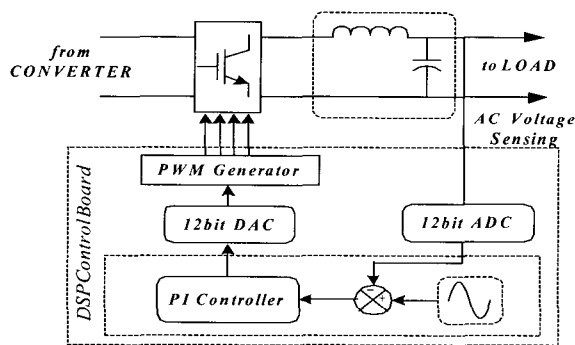 from
CONVERTER
to LOAD
AC Voltage
Sensing
PWM Generator
12bit DAC
12bit ADC
DSPControlBoard
PI Controller
− +